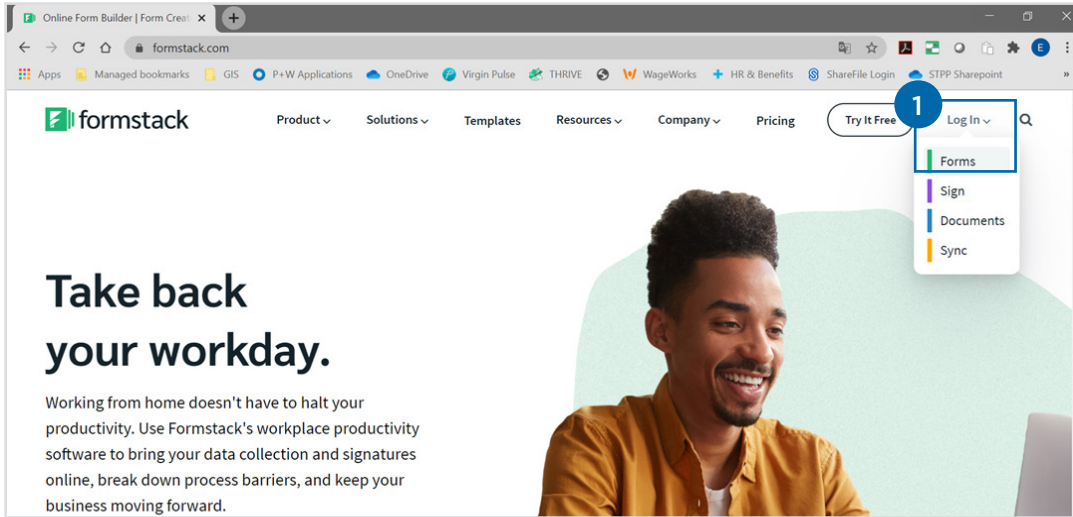 Online Form Builder | Form Creat
formstack.com
E
Apps Managed bookmarks GIS P+W Applications OneDrive Virgin Pulse THRIVE WageWorks HR & Benefits ShareFile Login STPP Sharepoint »
1
formstack Product Solutions Templates Resources Company Pricing Try It Free Log In
Forms
Sign
Documents
Sync
Take back
your workday.
Working from home doesn't have to halt your
productivity. Use Formstack's workplace productivity
software to bring your data collection and signatures
online, break down process barriers, and keep your
business moving forward.